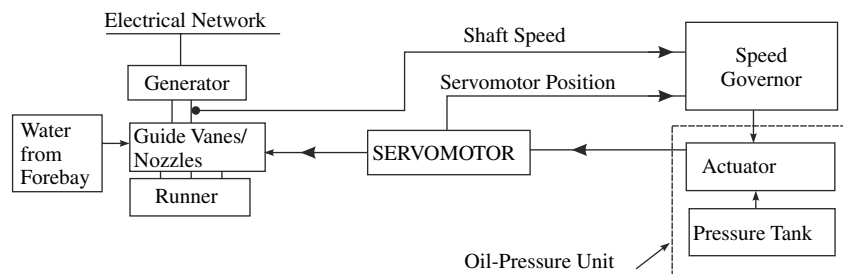 Electrical Network
Shaft Speed
Speed
Governor
Generator
Servomotor Position
Water
from
Forebay
Guide Vanes/
Nozzles
SERVOMOTOR
Actuator
Runner
Pressure Tank
Oil-Pressure Unit